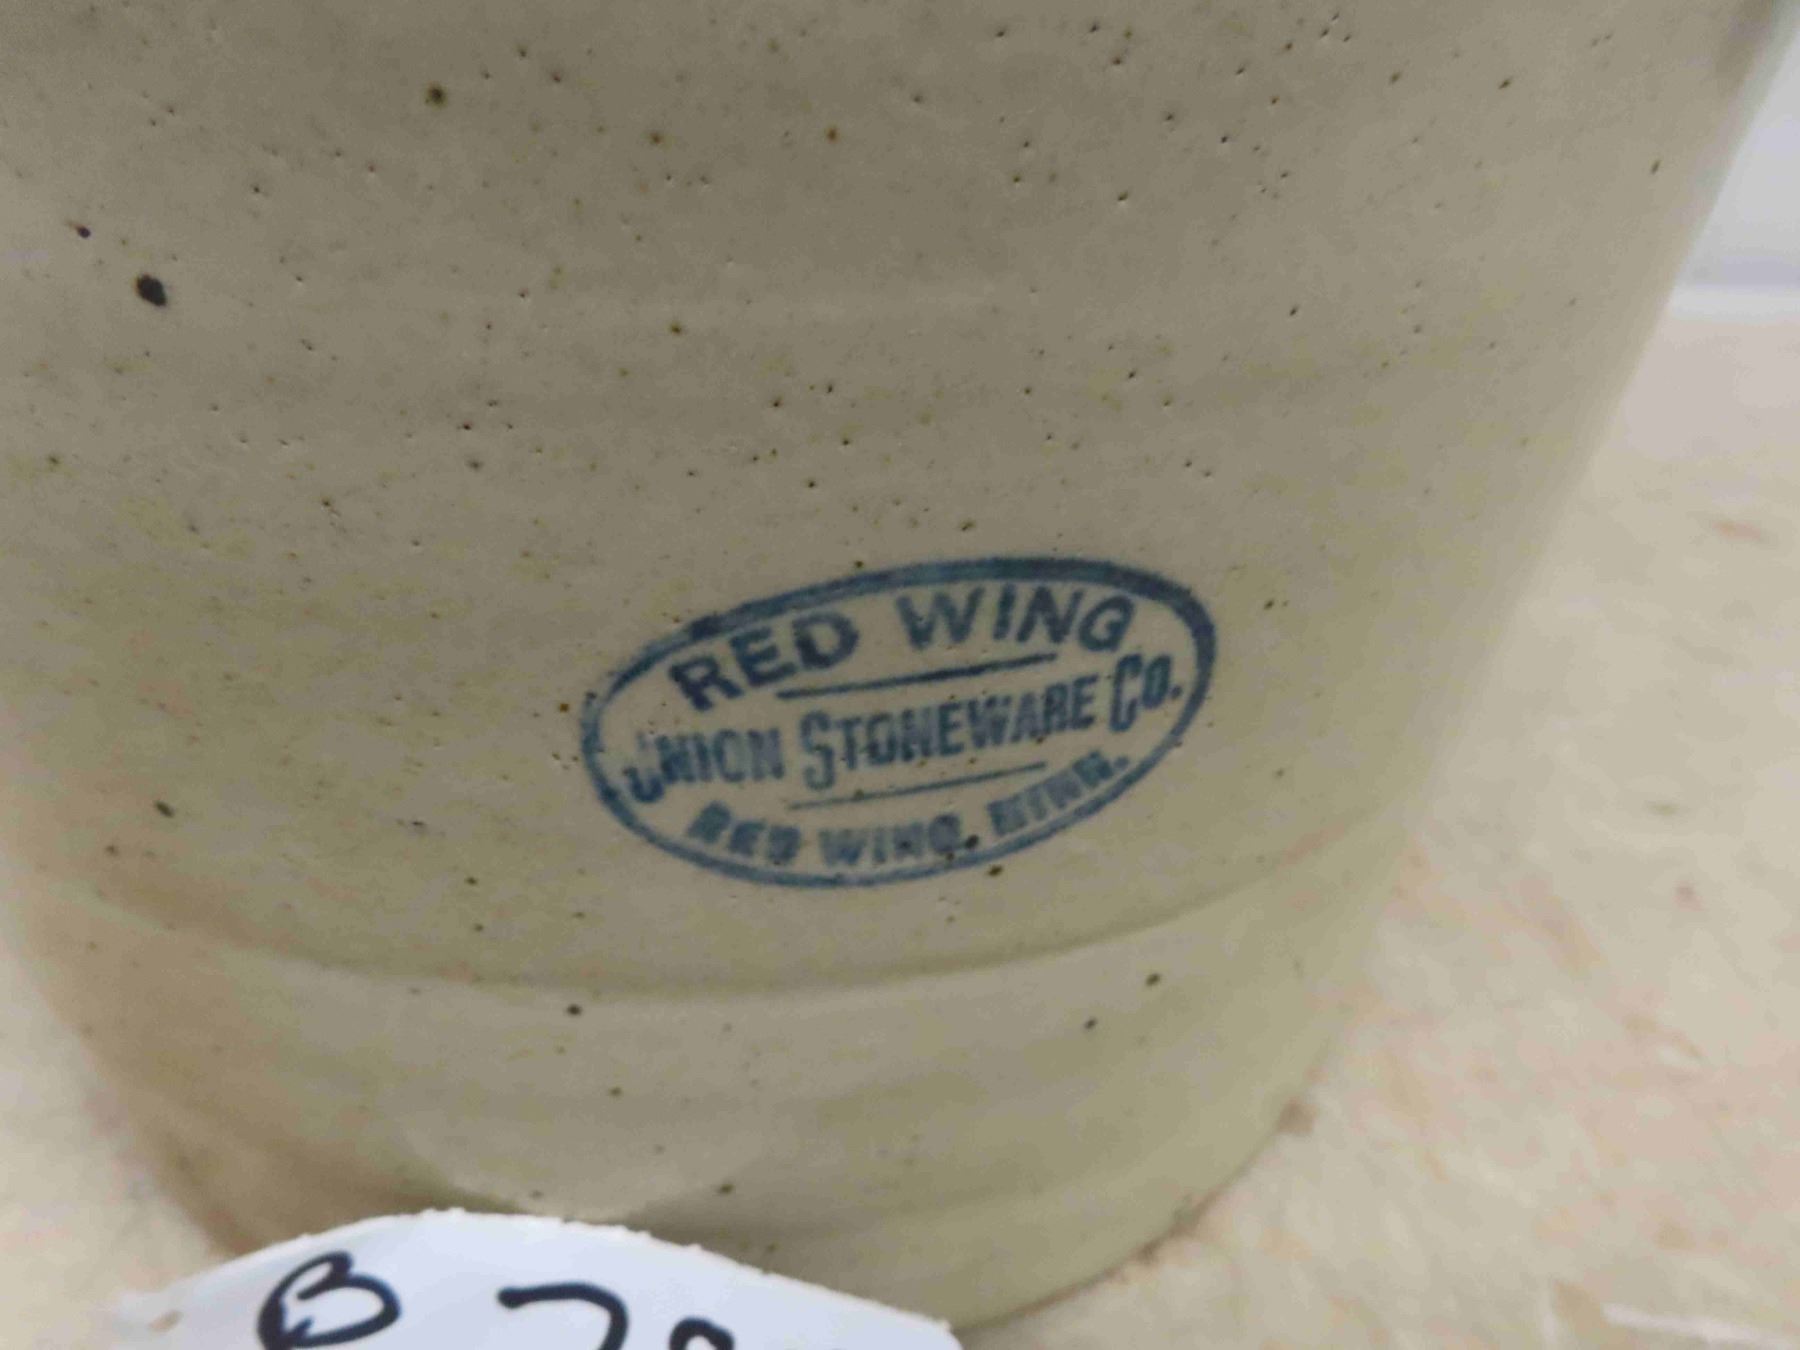 RED WING
UNION STONEWARE CO.
RED WING, MINN.
B